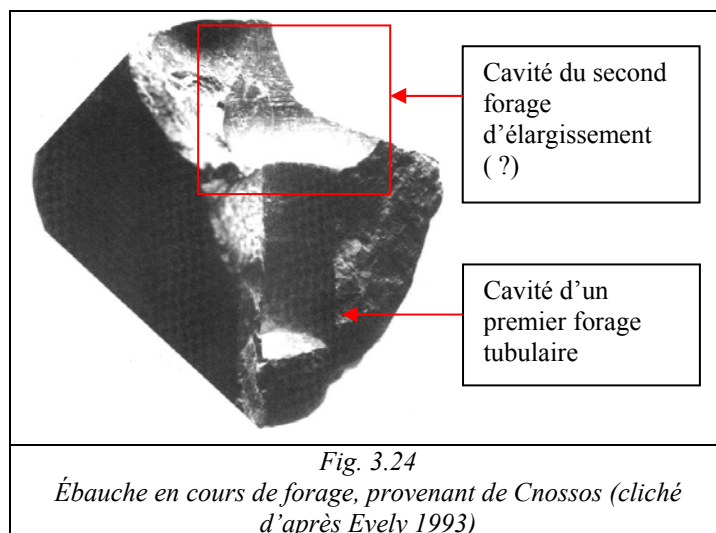 Cavité du second
forage
d'élargissement
( ?)
Cavité d'un
premier forage
tubulaire
Fig. 3.24
Ébauche en cours de forage, provenant de Cnossos (cliché
d'après Evely 1993)